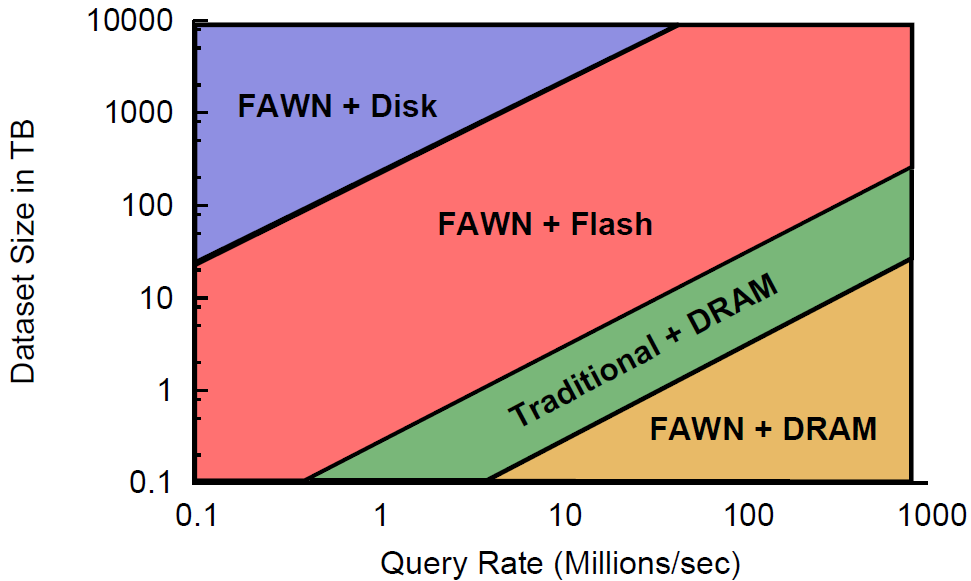 10000
1000
100
10
1
0.1
Dataset Size in TB
FAWN + Disk
FAWN + Flash
Traditional + DRAM
FAWN + DRAM
0.1
1
10
100
1000
Query Rate (Millions/sec)